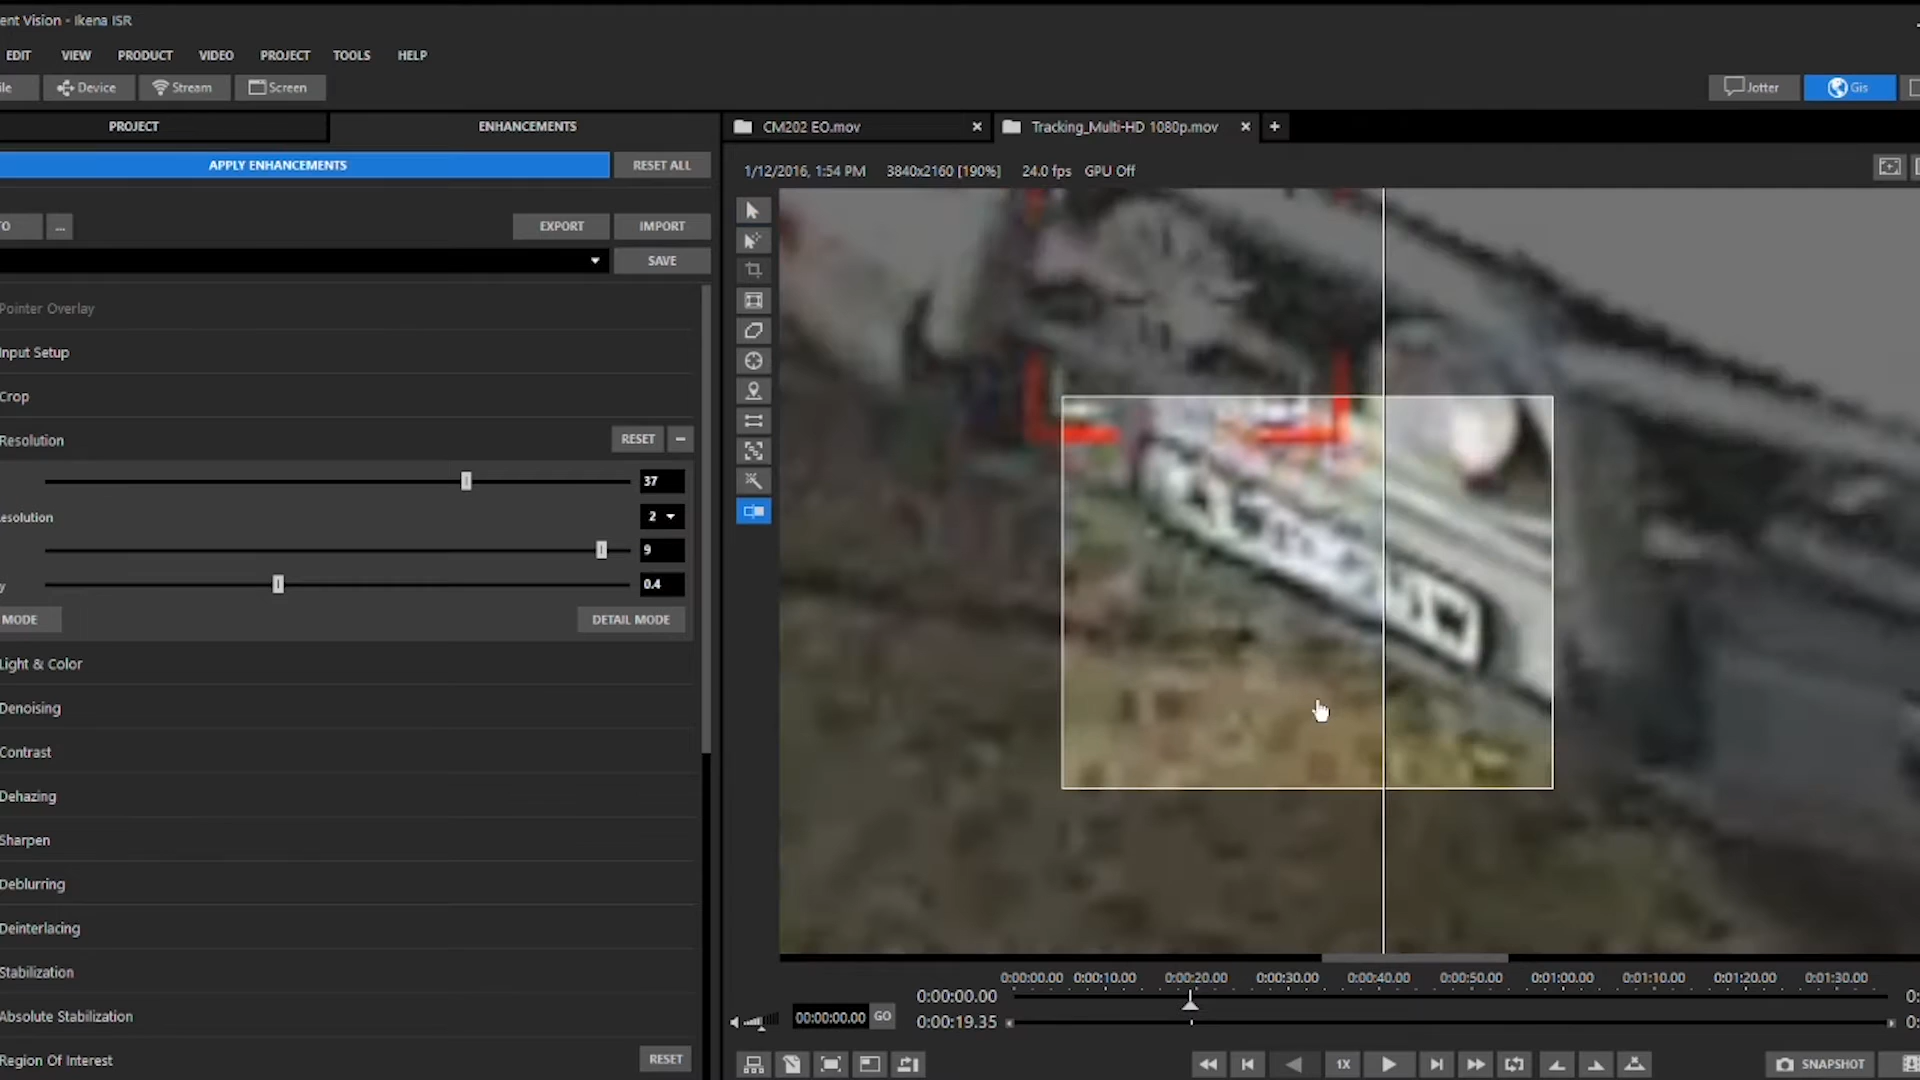 ent Vision - Ikena ISR
EDIT VIEW PRODUCT VIDEO PROJECT TOOLS HELP
ile Device Stream Screen Jotter Gis
PROJECT ENHANCEMENTS
CM202 EO.mov × Tracking_Multi-HD 1080p.mov × +
APPLY ENHANCEMENTS RESET ALL
1/12/2016, 1:54 PM 3840x2160 [190%] 24.0 fps GPU Off
TO ... EXPORT IMPORT
SAVE
Pointer Overlay
Input Setup
Crop
Resolution RESET −
37
esolution 2
9
y 0.4
MODE DETAIL MODE
Light & Color
Denoising
Contrast
Dehazing
Sharpen
Deblurring
Deinterlacing
Stabilization
Absolute Stabilization
Region Of Interest RESET
0:00:00.00 0:00:10.00 0:00:20.00 0:00:30.00 0:00:40.00 0:00:50.00 0:01:00.00 0:01:10.00 0:01:20.00 0:01:30.00
0:00:00.00 0:
00:00:00.00 GO 0:00:19.35 0:
1X SNAPSHOT